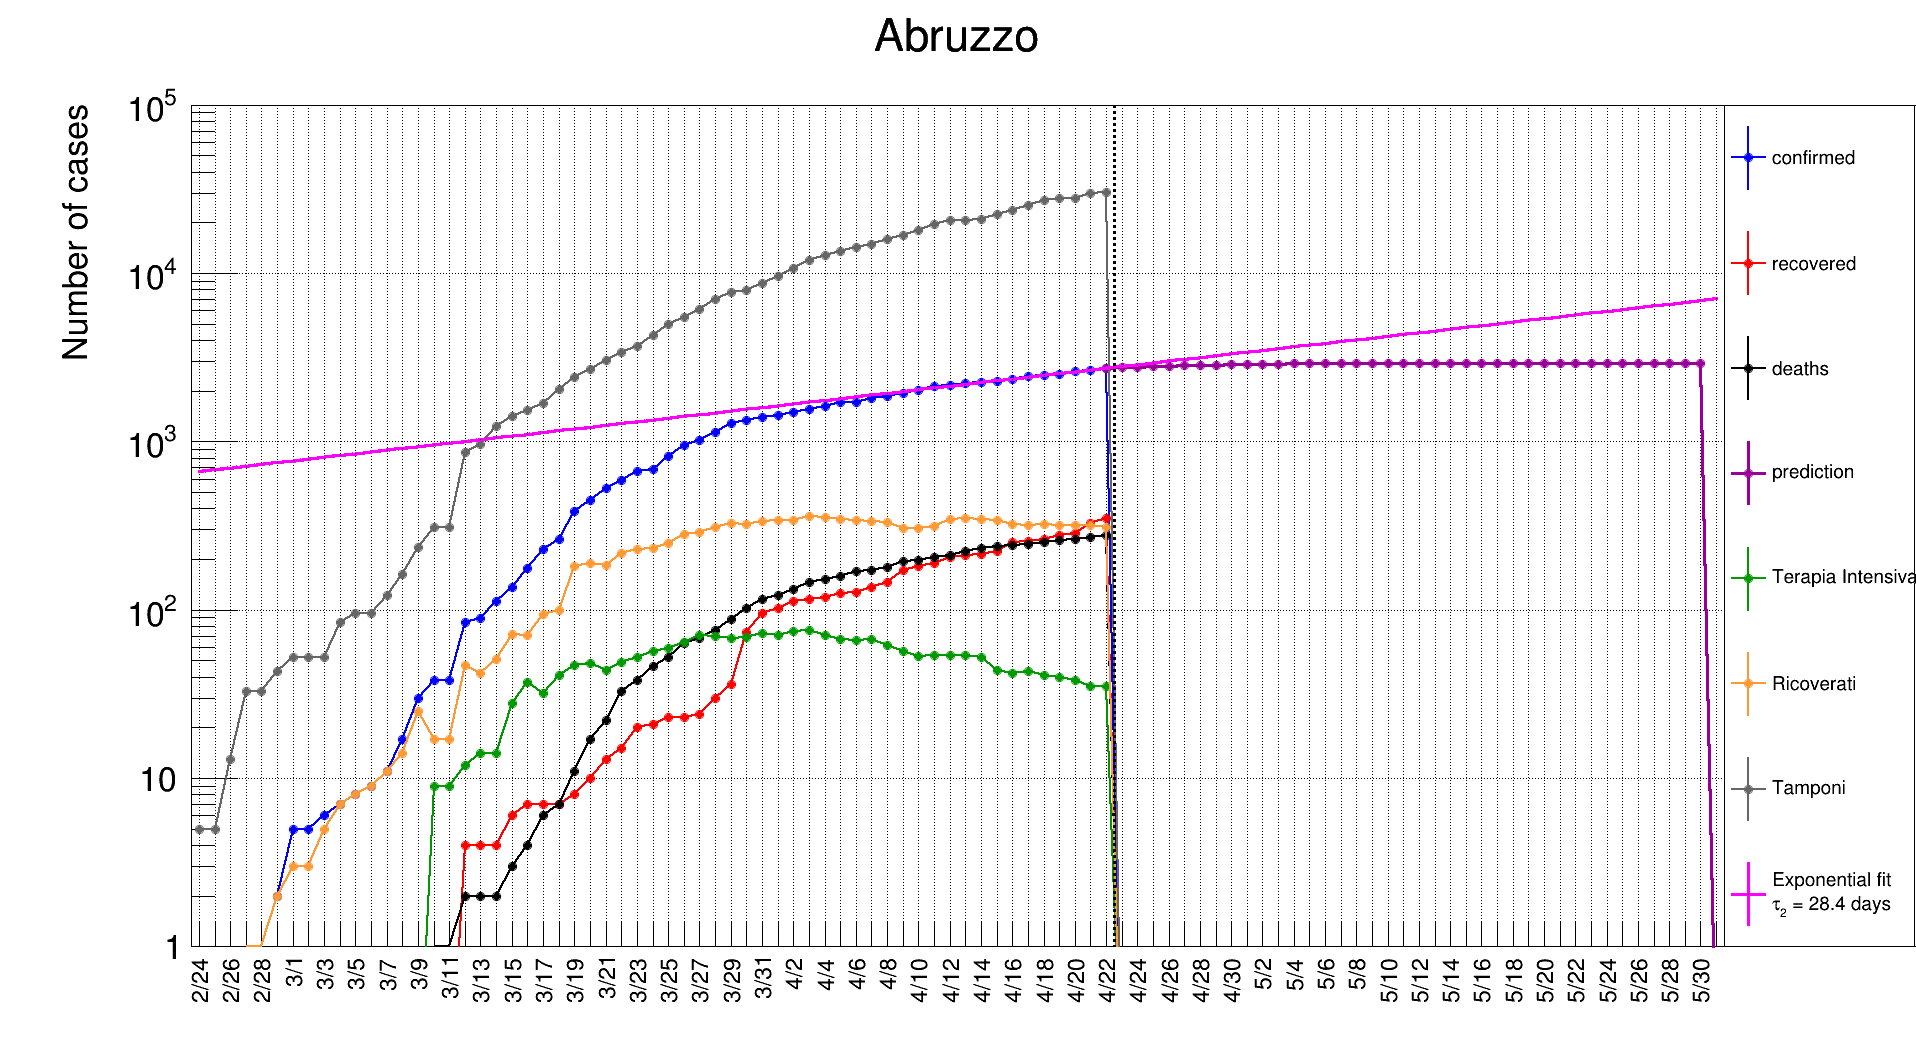 Abruzzo
Number of cases
10^5
10^4
10^3
10^2
10
1
2/24 2/26 2/28 3/1 3/3 3/5 3/7 3/9 3/11 3/13 3/15 3/17 3/19 3/21 3/23 3/25 3/27 3/29 3/31 4/2 4/4 4/6 4/8 4/10 4/12 4/14 4/16 4/18 4/20 4/22 4/24 4/26 4/28 4/30 5/2 5/4 5/6 5/8 5/10 5/12 5/14 5/16 5/18 5/20 5/22 5/24 5/26 5/28 5/30
confirmed
recovered
deaths
prediction
Terapia Intensiva
Ricoverati
Tamponi
Exponential fit
τ₂ = 28.4 days